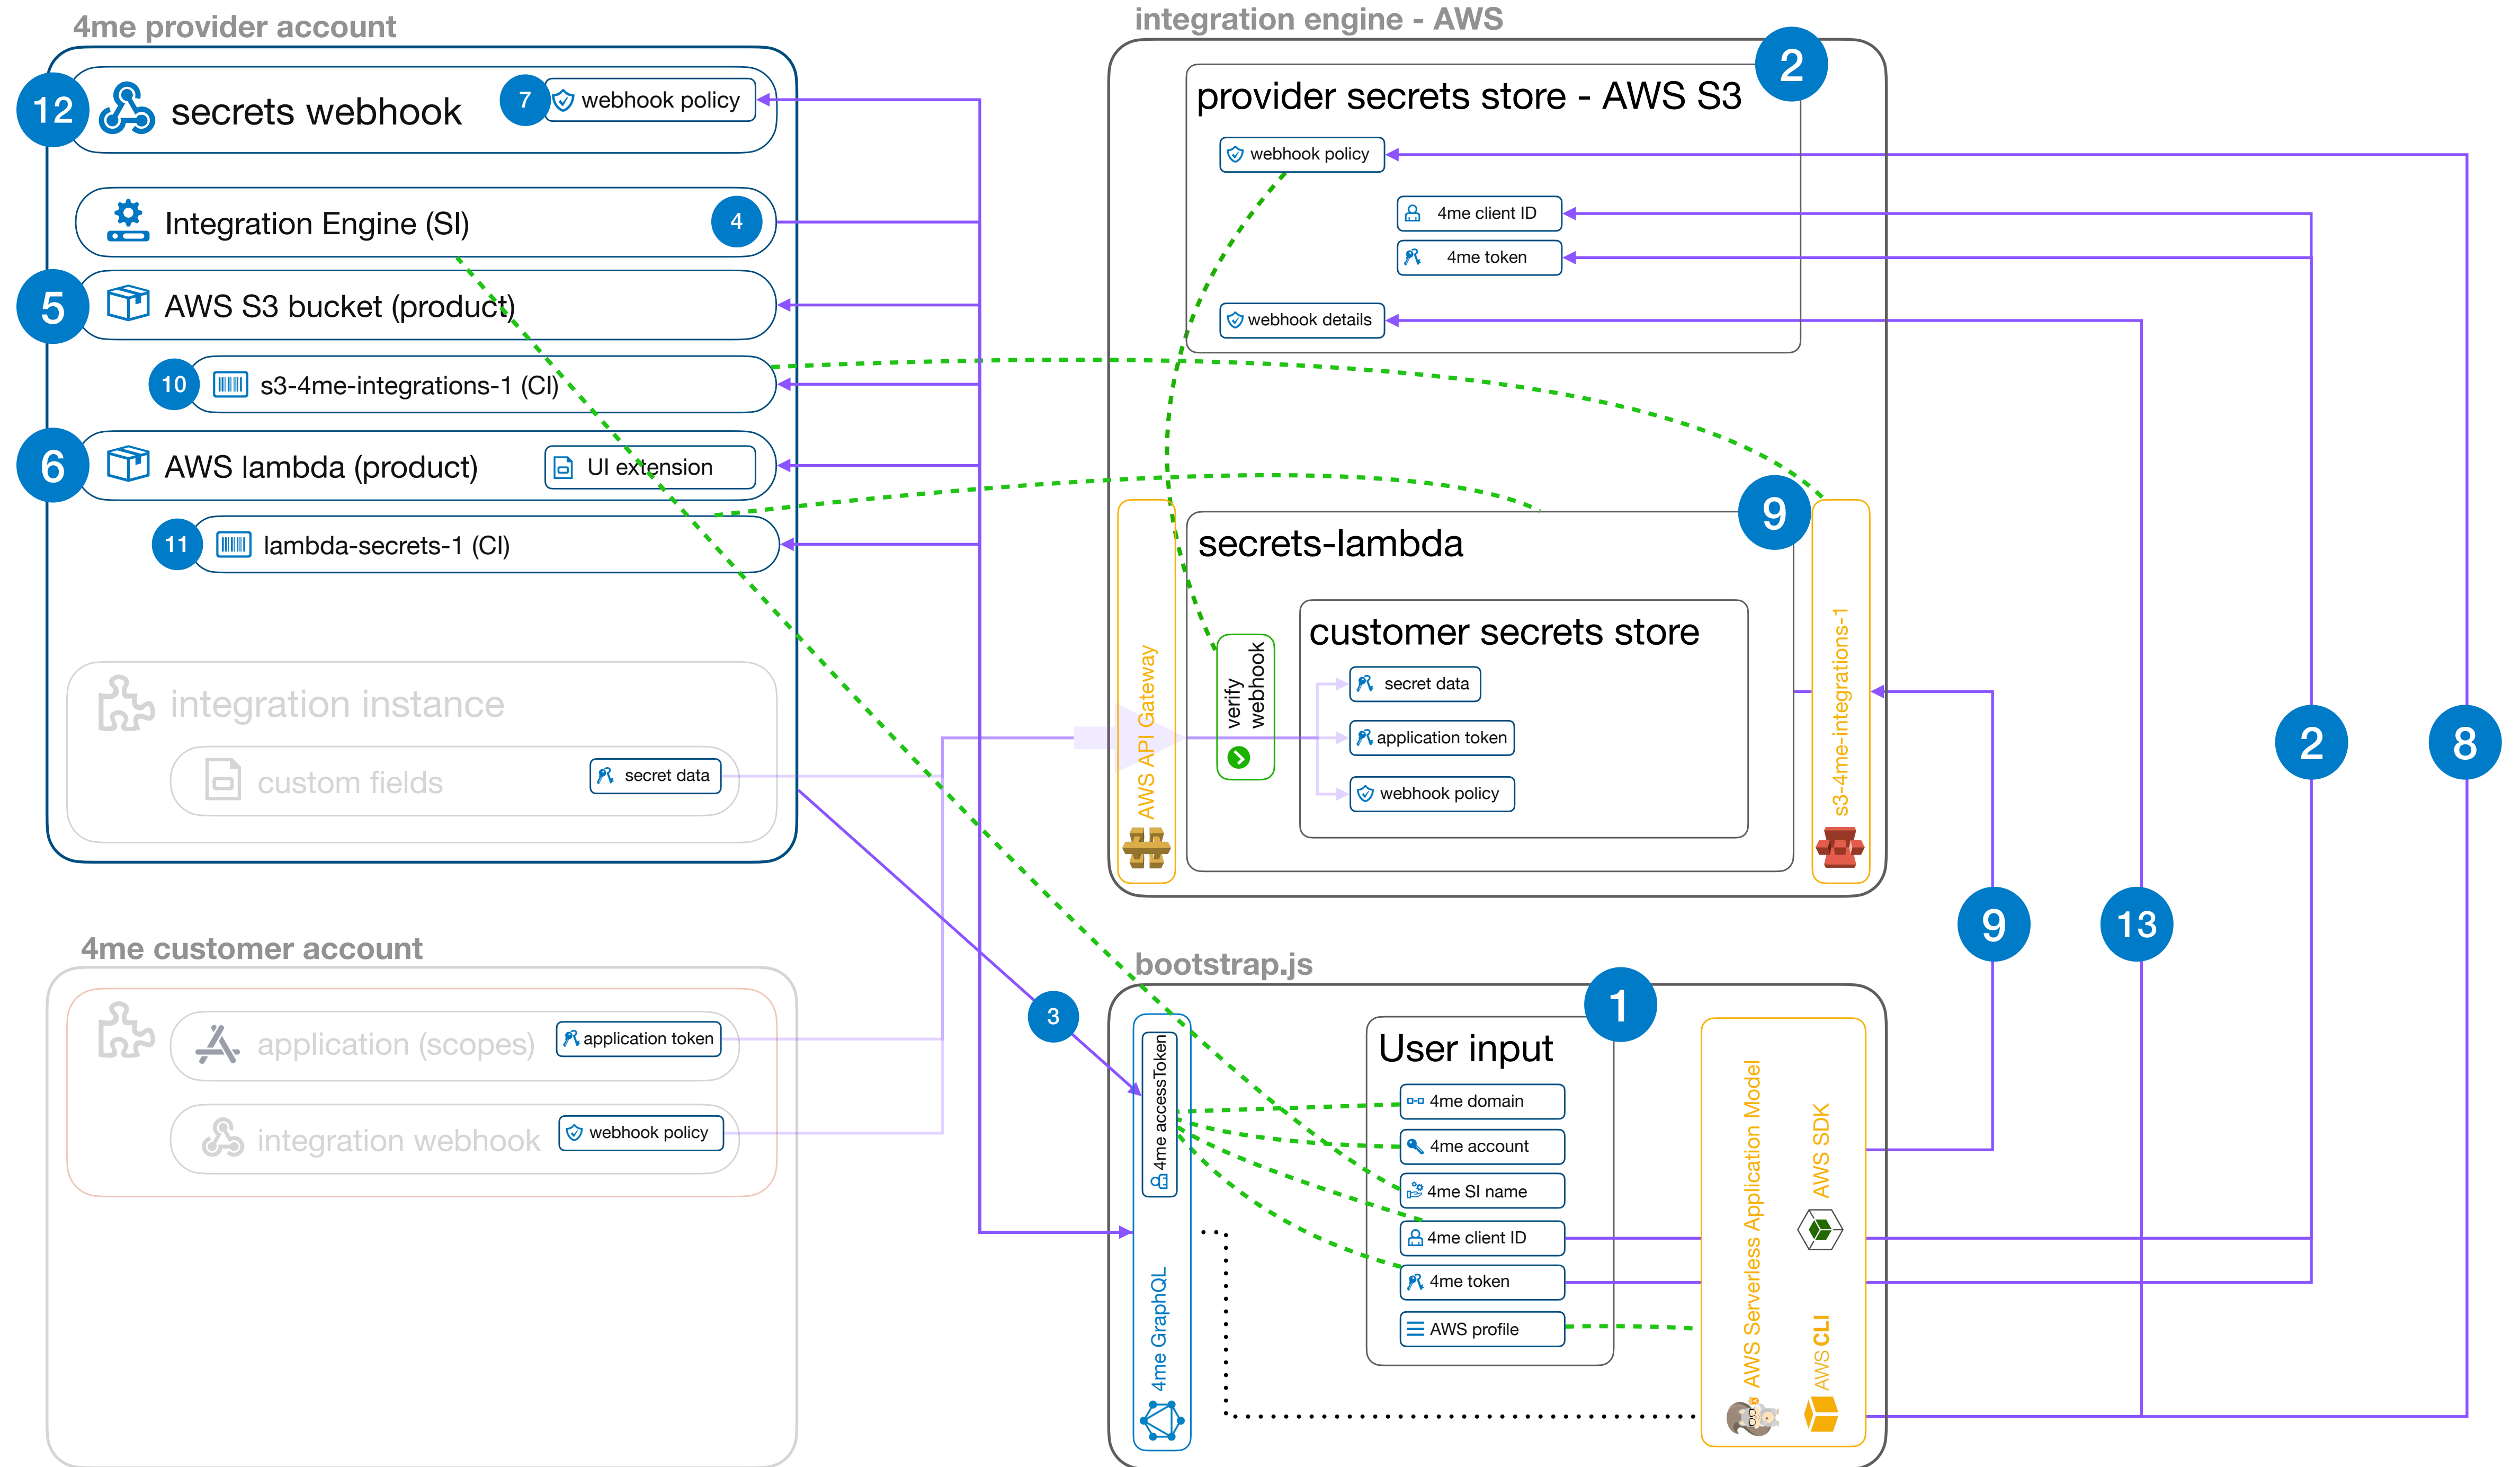 4me provider account
12
secrets webhook
7
webhook policy
Integration Engine (SI)
4
5
AWS S3 bucket (product)
10
s3-4me-integrations-1 (CI)
6
AWS lambda (product)
UI extension
11
lambda-secrets-1 (CI)
integration instance
custom fields
secret data
4me customer account
application (scopes)
application token
integration webhook
webhook policy
3
integration engine - AWS
2
provider secrets store - AWS S3
webhook policy
4me client ID
4me token
webhook details
9
secrets-lambda
AWS API Gateway
verify
webhook
customer secrets store
secret data
application token
webhook policy
s3-4me-integrations-1
9
13
2
8
bootstrap.js
1
4me accessToken
4me GraphQL
User input
4me domain
4me account
4me SI name
4me client ID
4me token
AWS profile
AWS Serverless Application Model
AWS SDK
AWS CLI